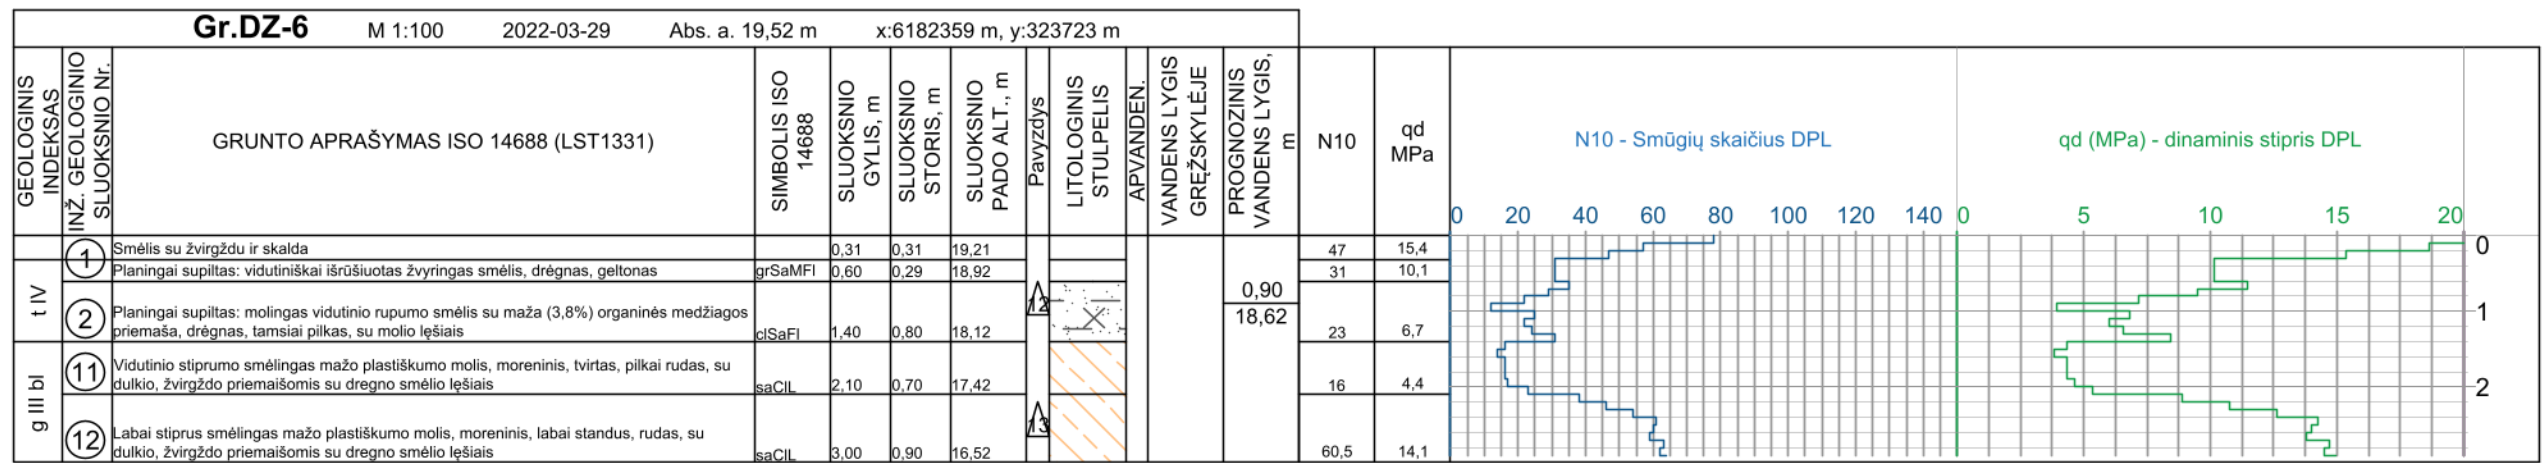 Gr.DZ-6 M 1:100 2022-03-29 Abs. a. 19,52 m x:6182359 m, y:323723 m
GEOLOGINIS
INDEKSAS
INŽ. GEOLOGINIO
SLUOKSNIO Nr.
GRUNTO APRAŠYMAS ISO 14688 (LST1331)
SIMBOLIS ISO
14688
SLUOKSNIO
GYLIS, m
SLUOKSNIO
STORIS, m
SLUOKSNIO
PADO ALT., m
Pavyzdys
LITOLOGINIS
STULPELIS
APVANDEN.
VANDENS LYGIS
GRĘŽSKYLĖJE
PROGNOZINIS
VANDENS LYGIS,
m
N10
qd
MPa
N10 - Smūgių skaičius DPL
qd (MPa) - dinaminis stipris DPL
0 20 40 60 80 100 120 140
0 5 10 15 20
1
Smėlis su žvirgždu ir skalda 0,31 0,31 19,21 47 15,4
Planingai supiltas: vidutiniškai išrūšiuotas žvyringas smėlis, drėgnas, geltonas grSaMFl 0,60 0,29 18,92 31 10,1
t IV
2
Planingai supiltas: molingas vidutinio rupumo smėlis su maža (3,8%) organinės medžiagos
priemaša, drėgnas, tamsiai pilkas, su molio lęšiais clSaFl 1,40 0,80 18,12 23 6,7
12
0,90
18,62
g III bl
11
Vidutinio stiprumo smėlingas mažo plastiškumo molis, moreninis, tvirtas, pilkai rudas, su
dulkio, žvirgždo priemaišomis su dregno smėlio lęšiais saClL 2,10 0,70 17,42 16 4,4
12
Labai stiprus smėlingas mažo plastiškumo molis, moreninis, labai standus, rudas, su
dulkio, žvirgždo priemaišomis su dregno smėlio lęšiais saClL 3,00 0,90 16,52 60,5 14,1
13
0
1
2